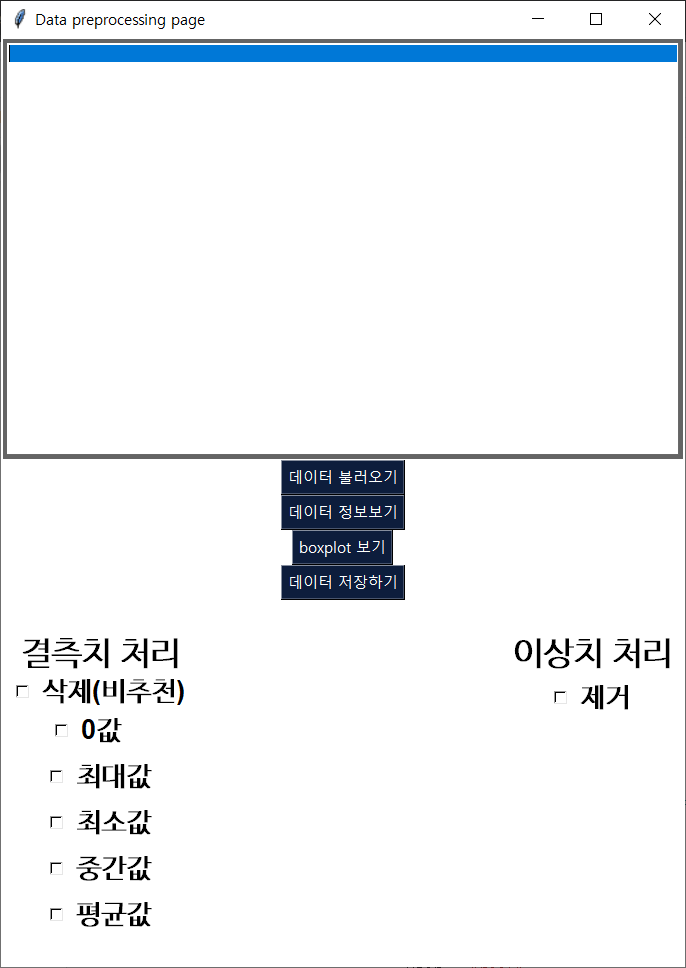 Data preprocessing page
데이터 불러오기
데이터 정보보기
boxplot 보기
데이터 저장하기
결측치 처리
이상치 처리
삭제(비추천)
제거
0값
최대값
최소값
중간값
평균값